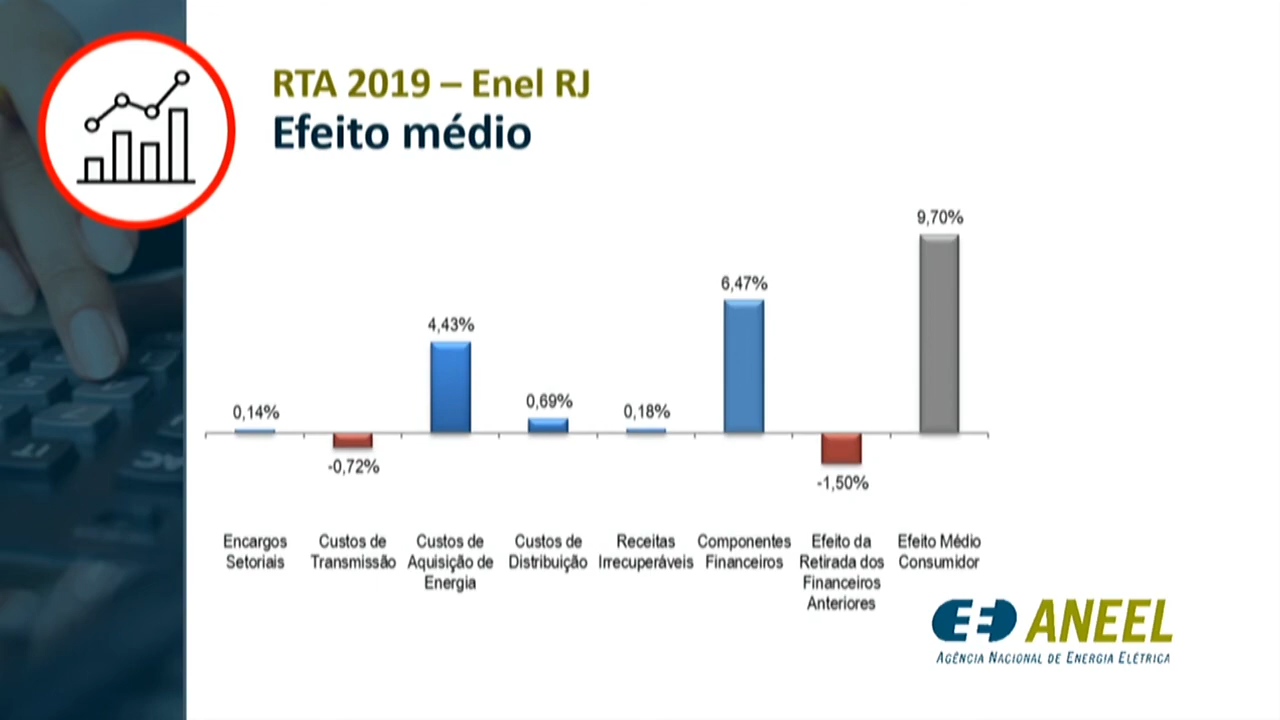 RTA 2019 – Enel RJ
Efeito médio
9,70%
6,47%
4,43%
0,69%
0,14%
0,18%
-0,72%
-1,50%
Encargos
Setoriais
Custos de
Transmissão
Custos de
Aquisição de
Energia
Custos de
Distribuição
Receitas
Irrecuperáveis
Componentes
Financeiros
Efeito da
Retirada dos
Financeiros
Anteriores
Efeito Médio
Consumidor
ANEEL
AGÊNCIA NACIONAL DE ENERGIA ELÉTRICA